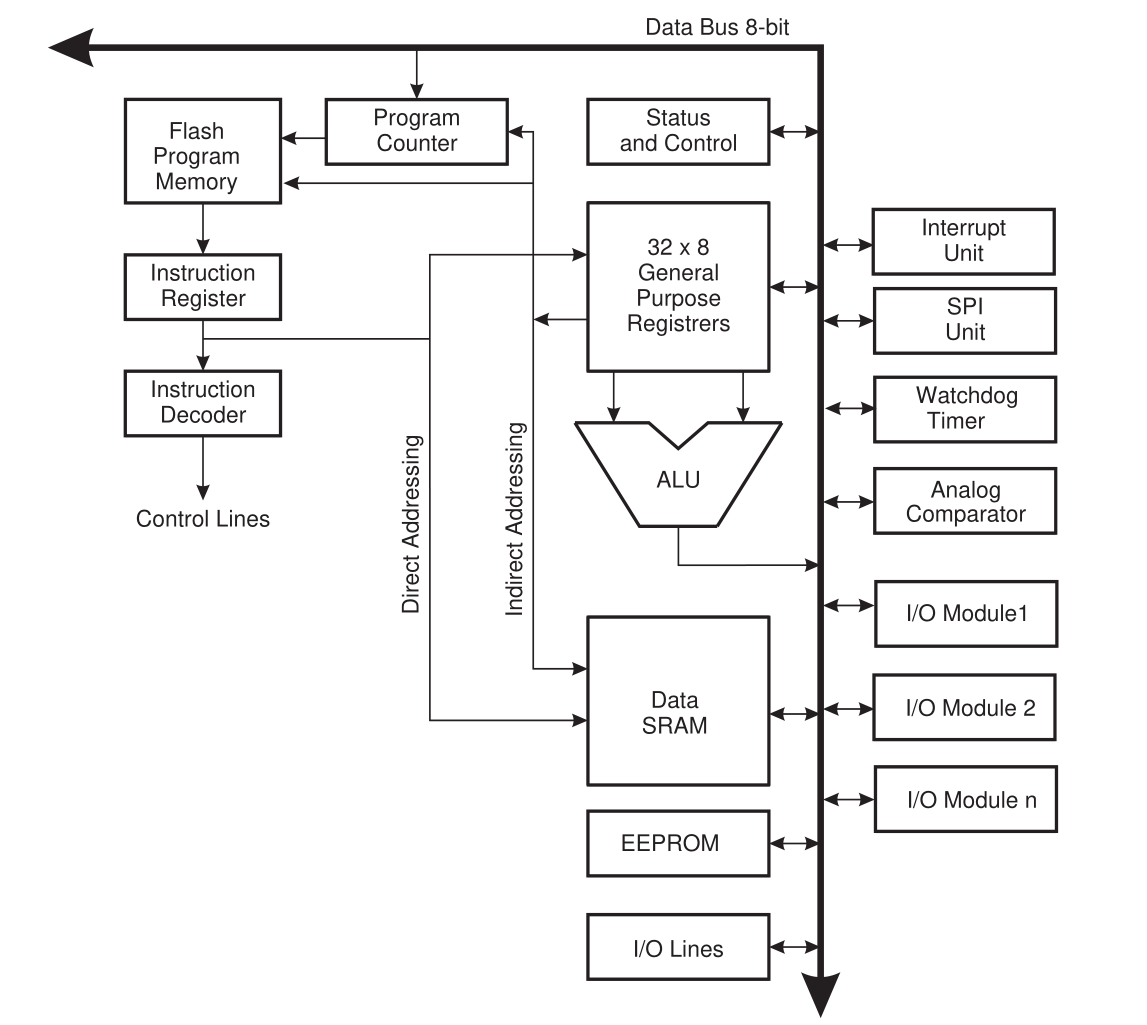 Data Bus 8-bit
Flash
Program
Memory
Program
Counter
Status
and Control
Interrupt
Unit
32 x 8
General
Purpose
Registrers
Instruction
Register
SPI
Unit
Instruction
Decoder
Watchdog
Timer
Direct Addressing
Indirect Addressing
ALU
Analog
Comparator
Control Lines
I/O Module1
Data
SRAM
I/O Module 2
I/O Module n
EEPROM
I/O Lines